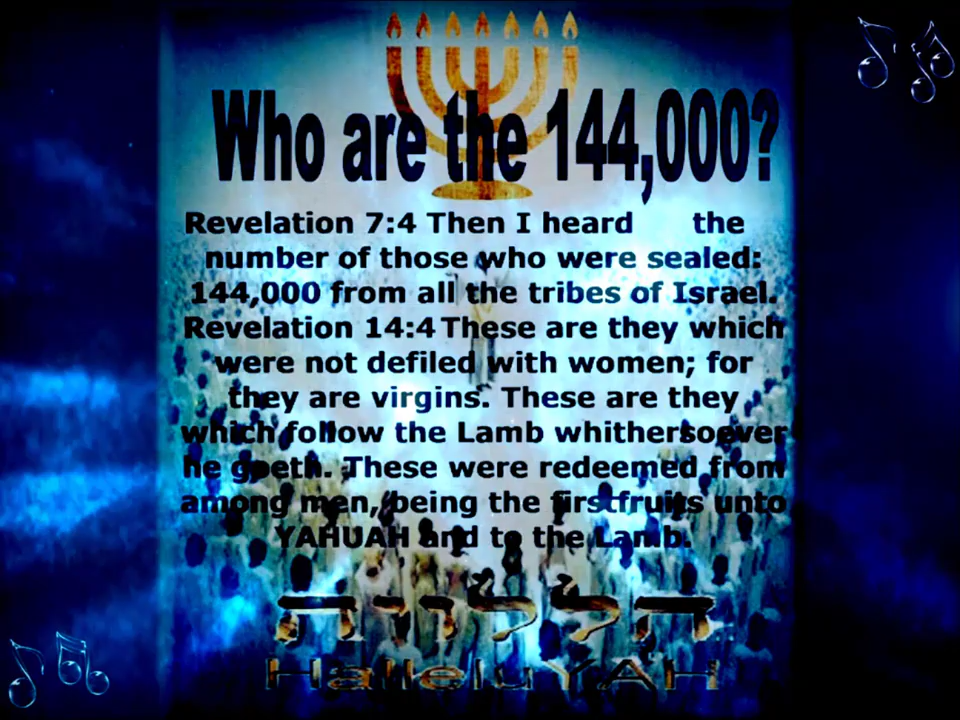 Who are the 144,000?
Revelation 7:4 Then I heard the
number of those who were sealed:
144,000 from all the tribes of Israel.
Revelation 14:4 These are they which
were not defiled with women; for
they are virgins. These are they
which follow the Lamb whithersoever
he goeth. These were redeemed from
among men, being the firstfruits unto
YAHUAH and to the Lamb.
הללויה
HalleluYAH